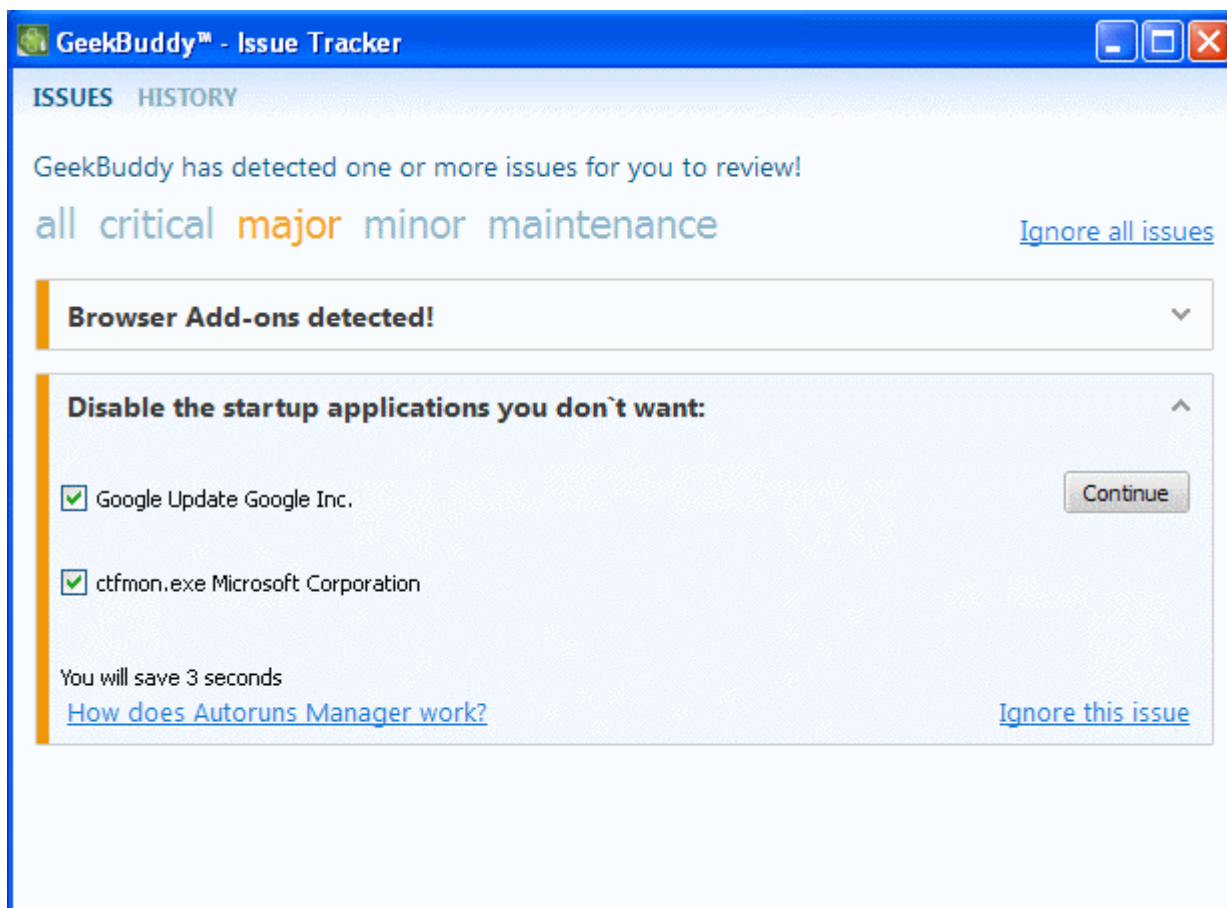 GeekBuddy™ - Issue Tracker
ISSUES HISTORY
GeekBuddy has detected one or more issues for you to review!
all critical major minor maintenance
Ignore all issues
Browser Add-ons detected!
Disable the startup applications you don`t want:
Google Update Google Inc.
Continue
ctfmon.exe Microsoft Corporation
You will save 3 seconds
How does Autoruns Manager work?
Ignore this issue